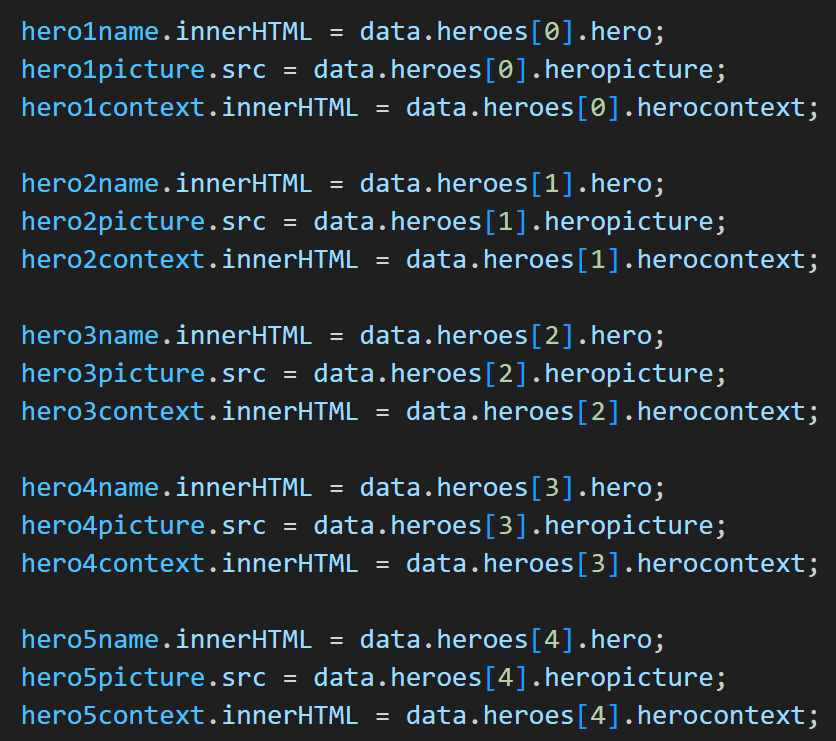 hero1name.innerHTML = data.heroes[0].hero;
hero1picture.src = data.heroes[0].heropicture;
hero1context.innerHTML = data.heroes[0].herocontext;

hero2name.innerHTML = data.heroes[1].hero;
hero2picture.src = data.heroes[1].heropicture;
hero2context.innerHTML = data.heroes[1].herocontext;

hero3name.innerHTML = data.heroes[2].hero;
hero3picture.src = data.heroes[2].heropicture;
hero3context.innerHTML = data.heroes[2].herocontext;

hero4name.innerHTML = data.heroes[3].hero;
hero4picture.src = data.heroes[3].heropicture;
hero4context.innerHTML = data.heroes[3].herocontext;

hero5name.innerHTML = data.heroes[4].hero;
hero5picture.src = data.heroes[4].heropicture;
hero5context.innerHTML = data.heroes[4].herocontext;